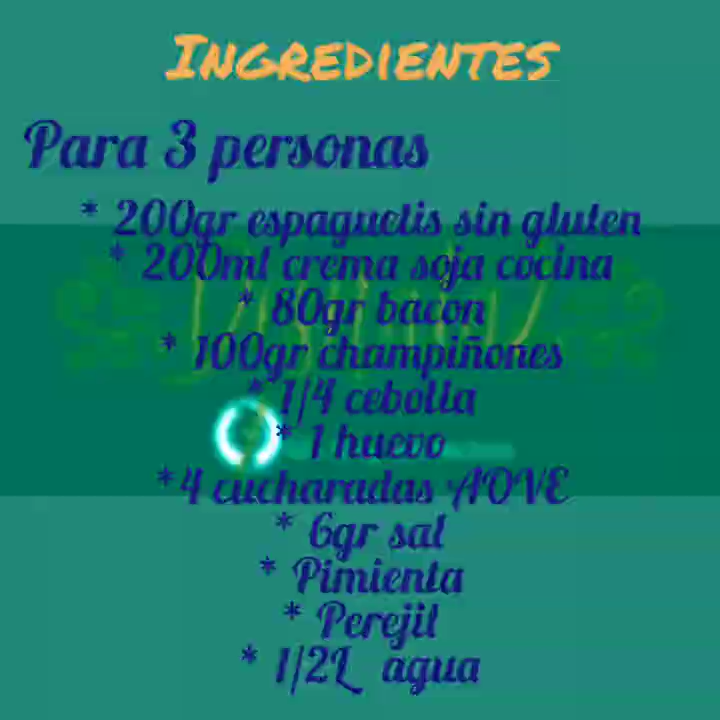 INGREDIENTES
Para 3 personas
* 200gr espaguetis sin gluten
* 200ml crema soja cocina
* 80gr bacon
* 100gr champiñones
* 1/4 cebolla
* 1 huevo
* 4 cucharadas AOVE
* 6gr sal
* Pimienta
* Perejil
* 1/2L agua